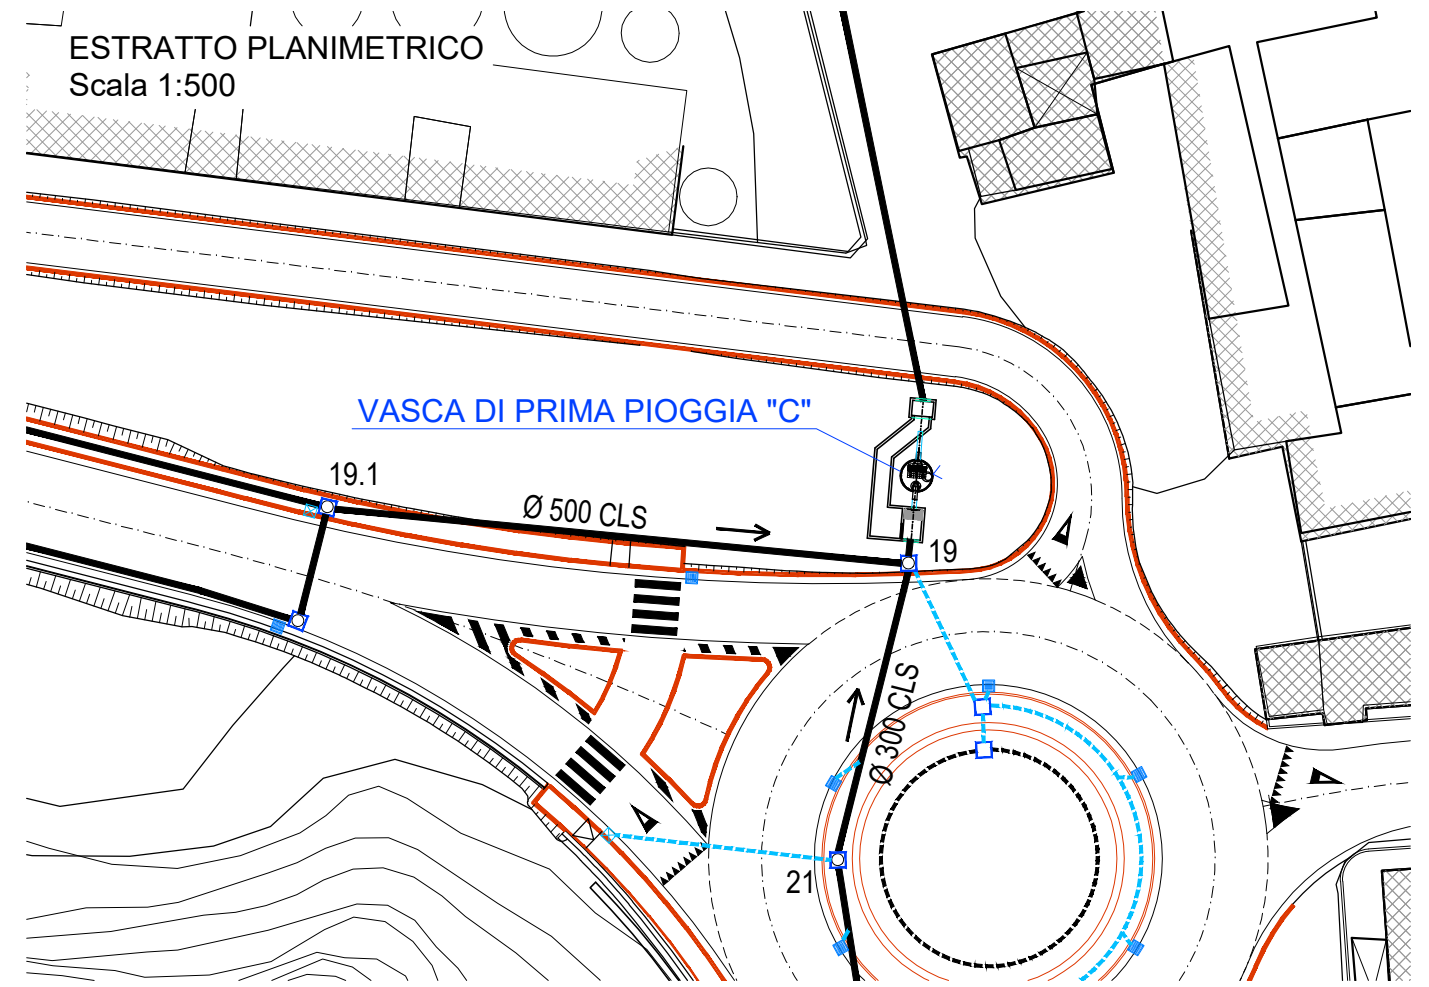 ESTRATTO PLANIMETRICO
Scala 1:500
VASCA DI PRIMA PIOGGIA "C"
19.1
Ø 500 CLS
19
Ø 300 CLS
21